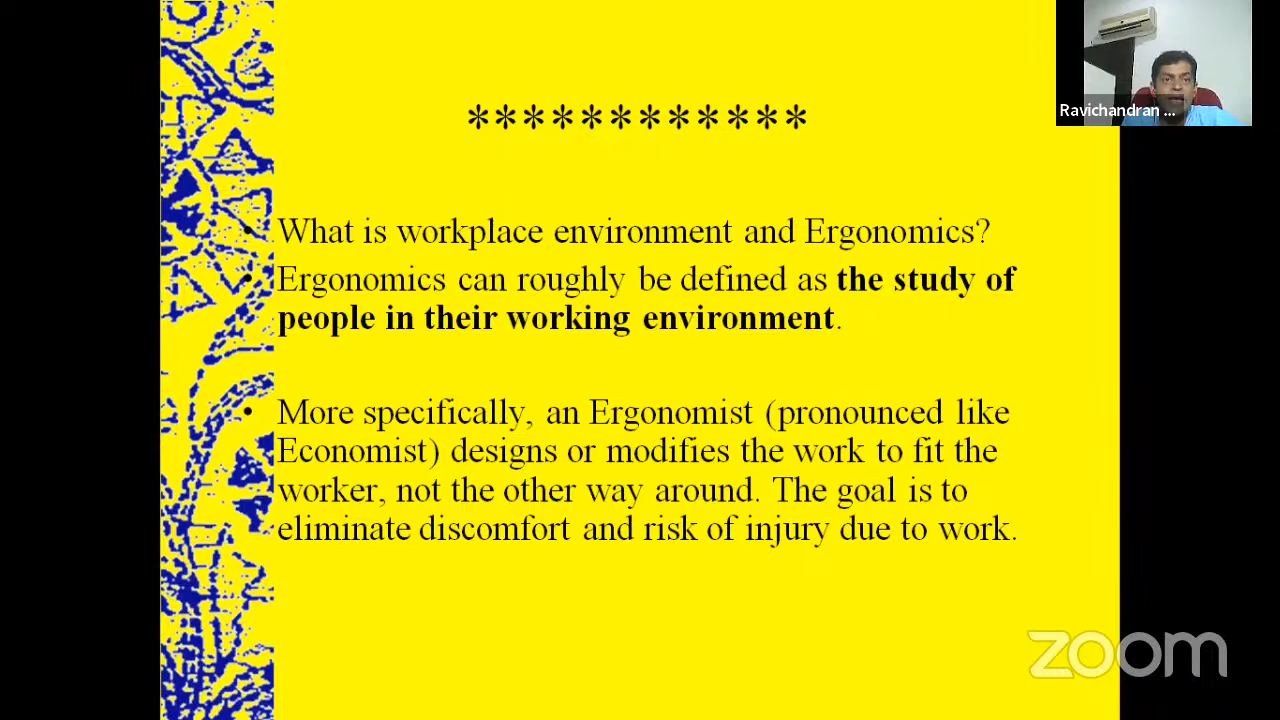 Ravichandran ...
************
• What is workplace environment and Ergonomics?
• Ergonomics can roughly be defined as the study of
people in their working environment.
• More specifically, an Ergonomist (pronounced like
Economist) designs or modifies the work to fit the
worker, not the other way around. The goal is to
eliminate discomfort and risk of injury due to work.
zoom